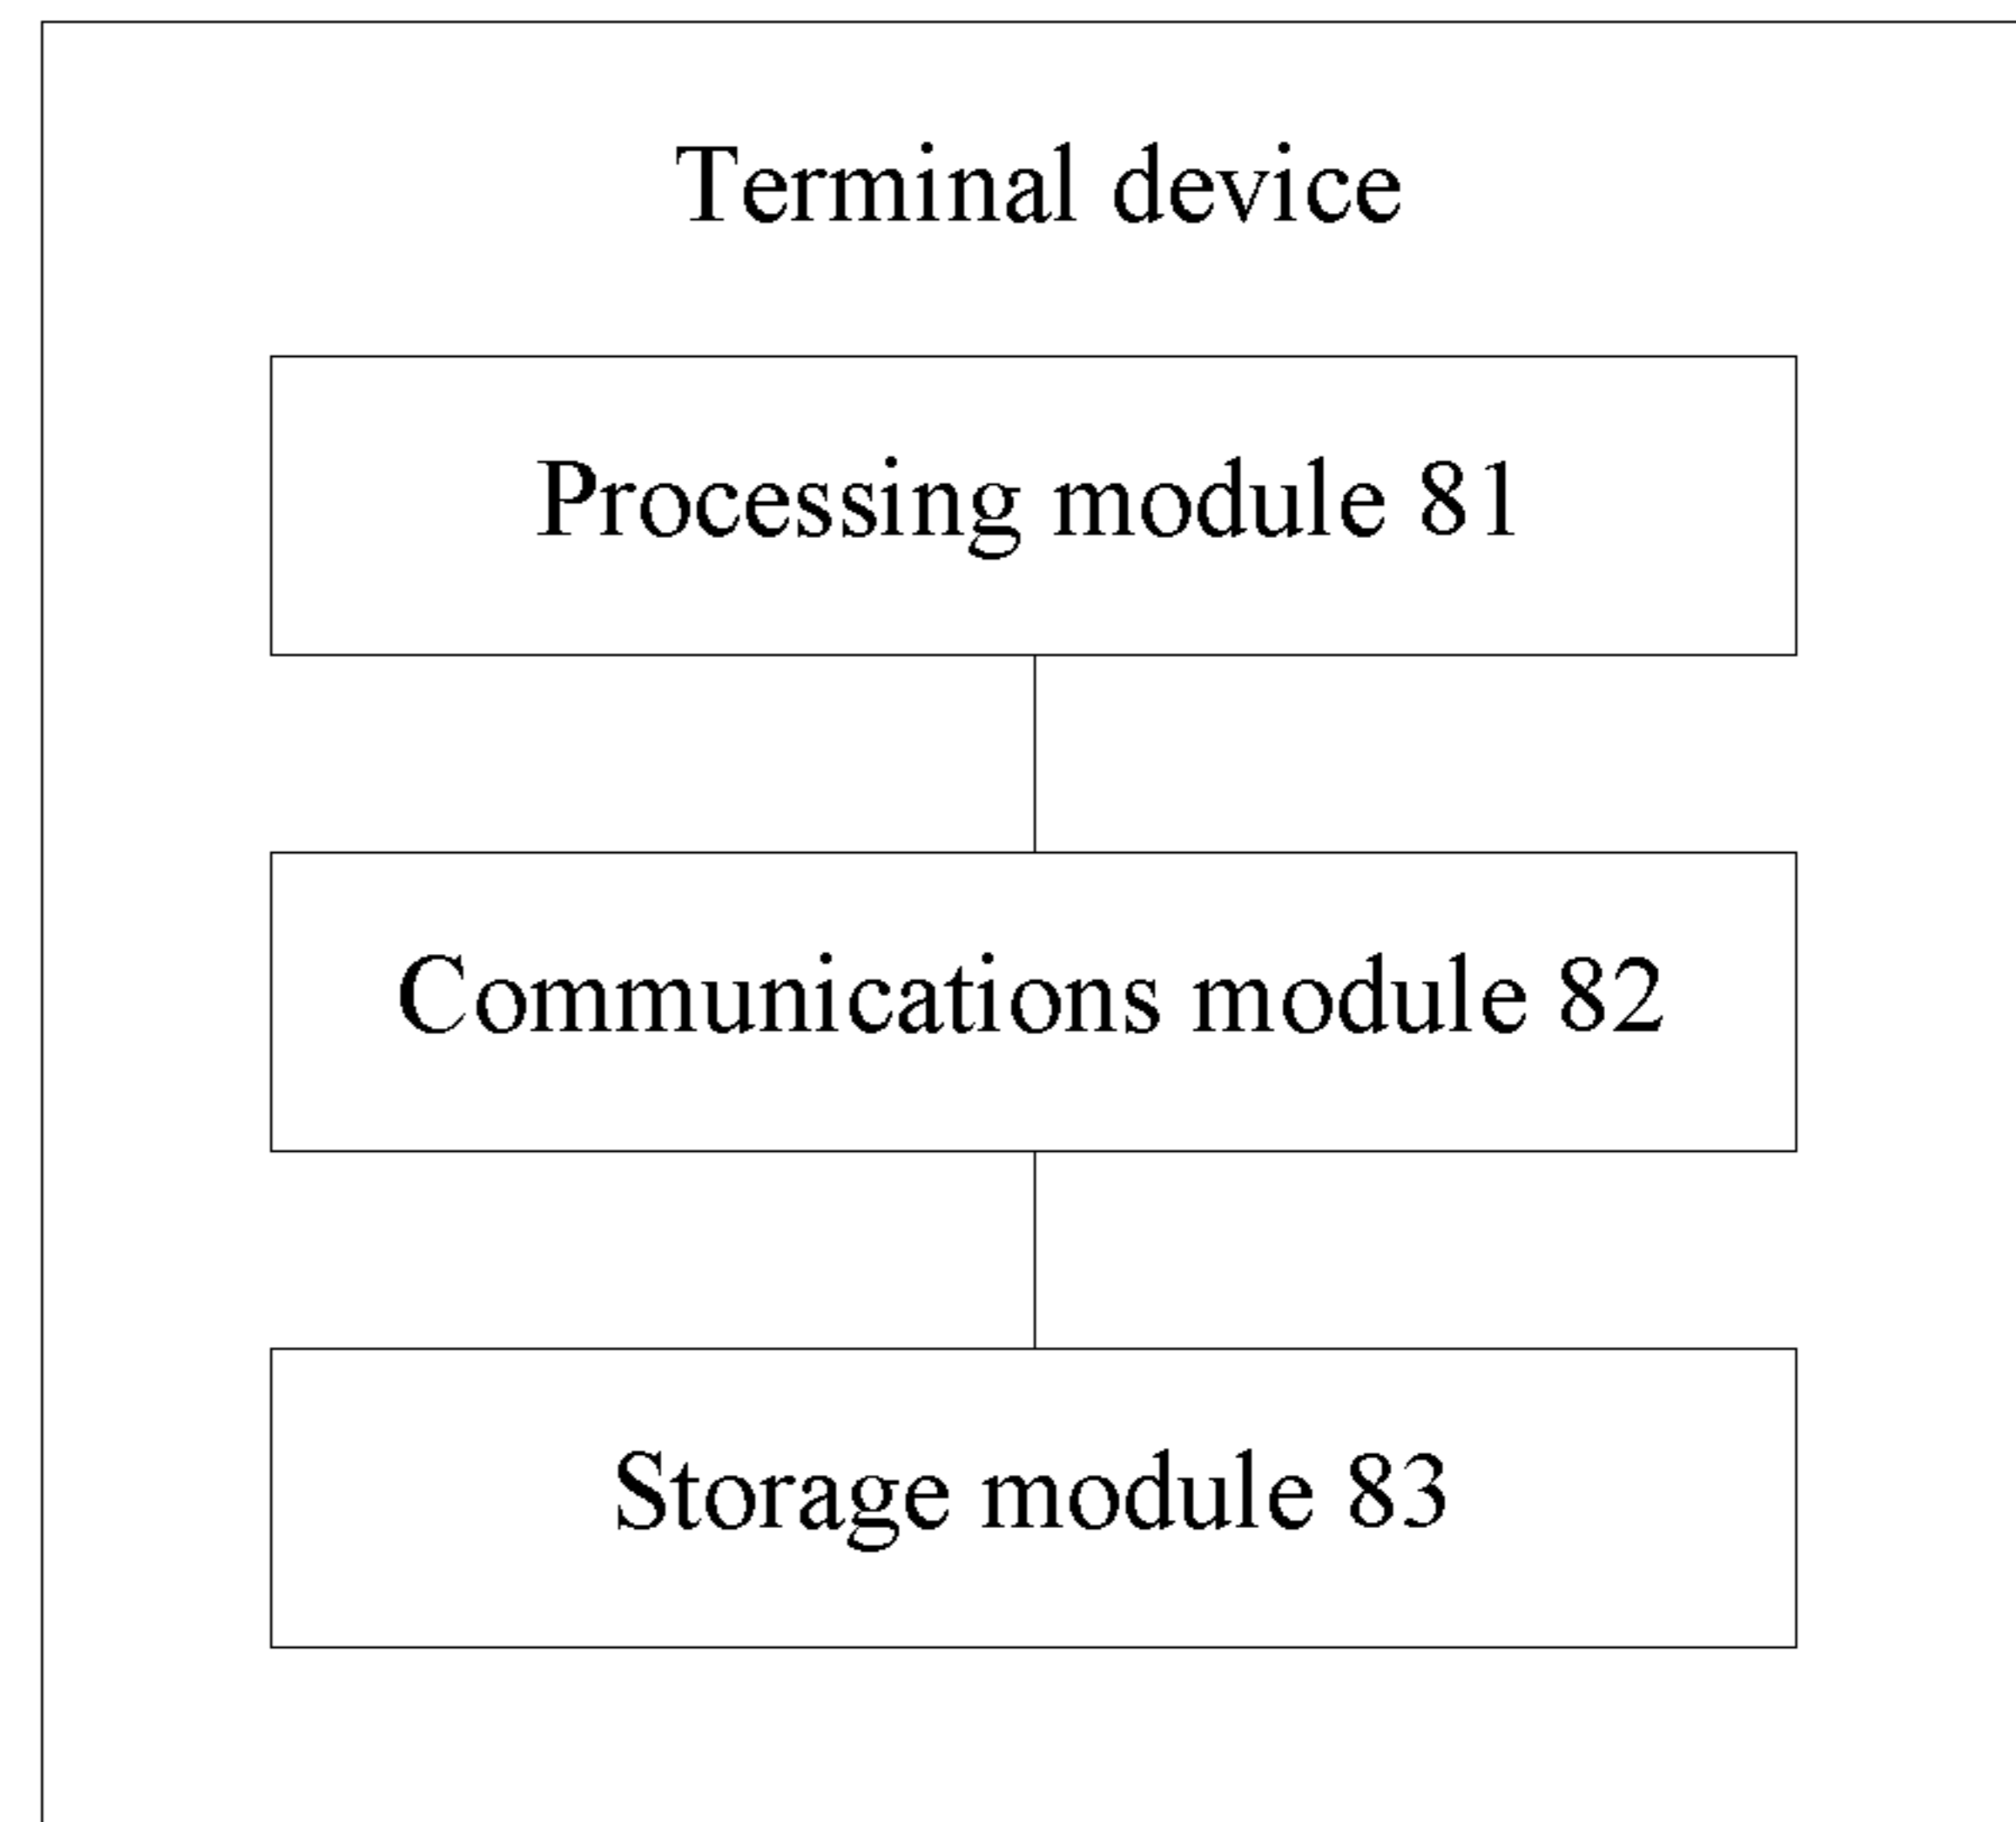 Terminal device
Processing module 81
Communications module 82
Storage module 83